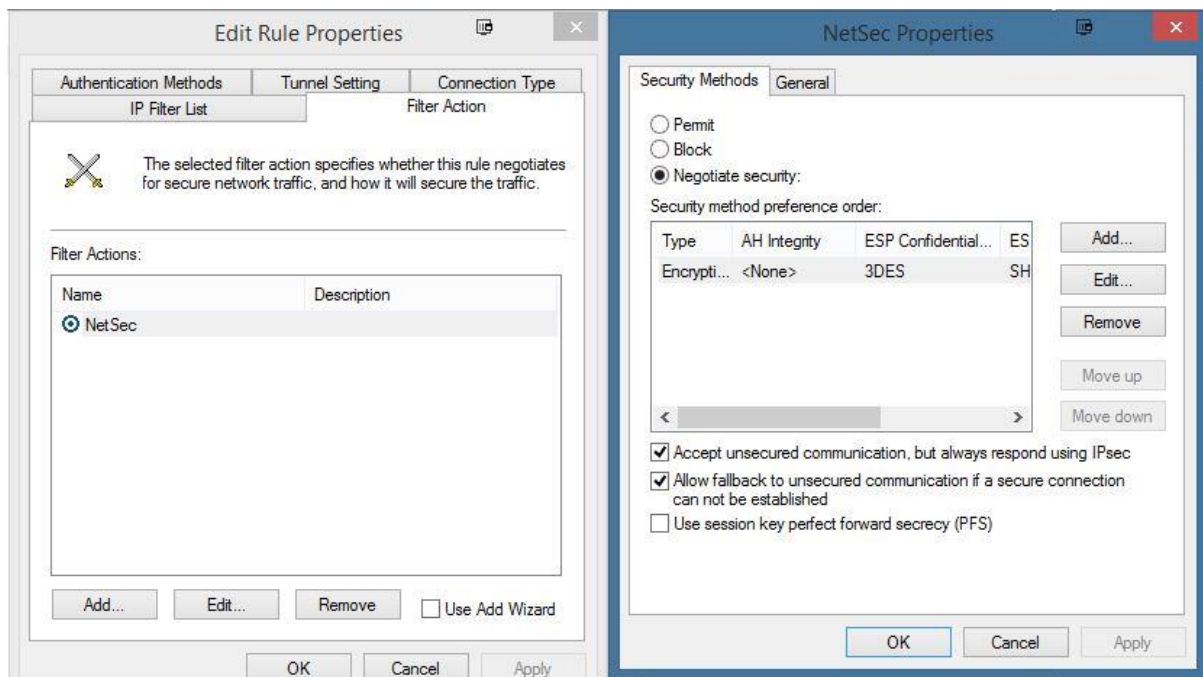 Edit Rule Properties
Authentication Methods
Tunnel Setting
Connection Type
IP Filter List
Filter Action
The selected filter action specifies whether this rule negotiates
for secure network traffic, and how it will secure the traffic.
Filter Actions:
Name
Description
NetSec
Add...
Edit...
Remove
Use Add Wizard
OK
Cancel
Apply
NetSec Properties
Security Methods
General
Permit
Block
Negotiate security:
Security method preference order:
Type
AH Integrity
ESP Confidential...
ES
Encrypti...
<None>
3DES
SH
Add...
Edit...
Remove
Move up
Move down
Accept unsecured communication, but always respond using IPsec
Allow fallback to unsecured communication if a secure connection
can not be established
Use session key perfect forward secrecy (PFS)
OK
Cancel
Apply